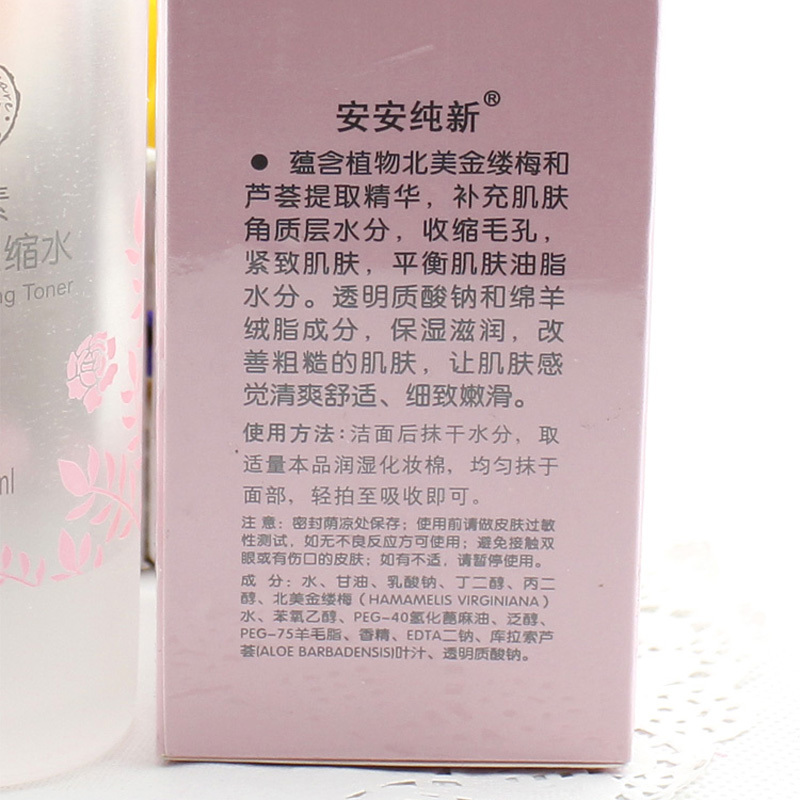 care
素
缩水
ng Toner
ml
安安纯新®
● 蕴含植物北美金缕梅和
芦荟提取精华，补充肌肤
角质层水分，收缩毛孔，
紧致肌肤，平衡肌肤油脂
水分。透明质酸钠和绵羊
绒脂成分，保湿滋润，改
善粗糙的肌肤，让肌肤感
觉清爽舒适、细致嫩滑。
使用方法：洁面后抹干水分，取
适量本品润湿化妆棉，均匀抹于
面部，轻拍至吸收即可。
注 意：密封荫凉处保存；使用前请做皮肤过敏
性测试，如无不良反应方可使用；避免接触双
眼或有伤口的皮肤；如有不适，请暂停使用。
成 分：水、甘油、乳酸钠、丁二醇、丙二
醇、北美金缕梅（HAMAMELIS VIRGINIANA）
水、苯氧乙醇、PEG-40氢化蓖麻油、泛醇、
PEG-75羊毛脂、香精、EDTA二钠、库拉索芦
荟(ALOE BARBADENSIS)叶汁、透明质酸钠。